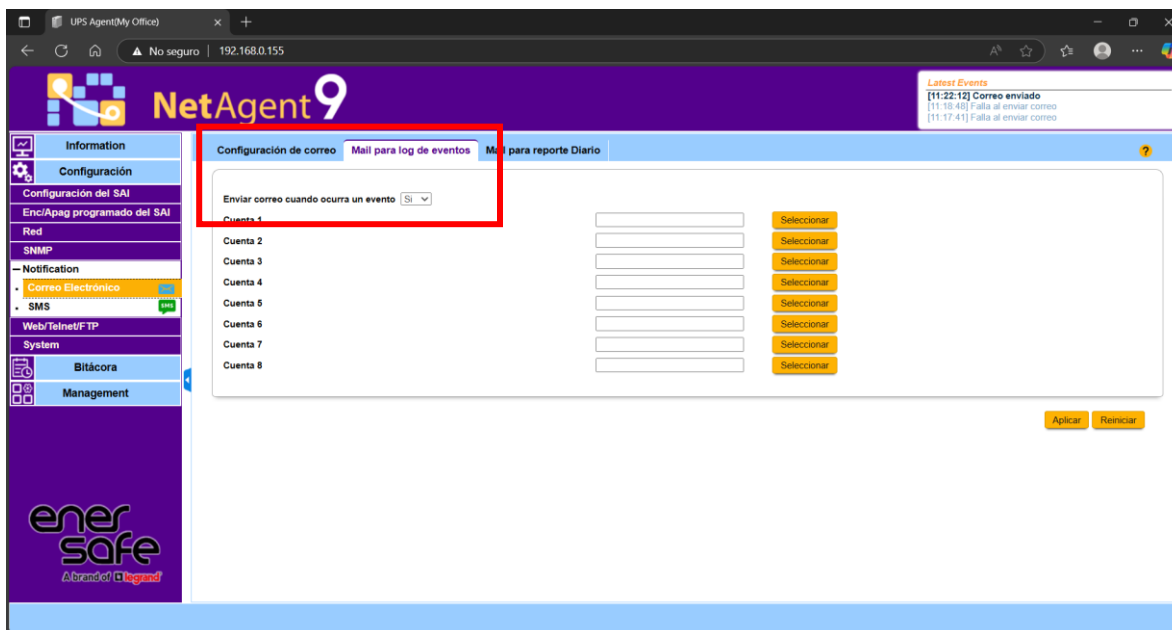 UPS Agent(My Office)
No seguro | 192.168.0.155
NetAgent 9
Latest Events
[11:22:12] Correo enviado
[11:18:48] Falla al enviar correo
[11:17:41] Falla al enviar correo
Information
Configuración
Configuración del SAI
Enc/Apag programado del SAI
Red
SNMP
Notification
Correo Electrónico
SMS
SMS
Web/Telnet/FTP
System
Bitácora
Management
ener
safe
A brand of legrand
Configuración de correo Mail para log de eventos Mail para reporte Diario ?
Enviar correo cuando ocurra un evento Si
Cuenta 1 Seleccionar
Cuenta 2 Seleccionar
Cuenta 3 Seleccionar
Cuenta 4 Seleccionar
Cuenta 5 Seleccionar
Cuenta 6 Seleccionar
Cuenta 7 Seleccionar
Cuenta 8 Seleccionar
Aplicar Reiniciar